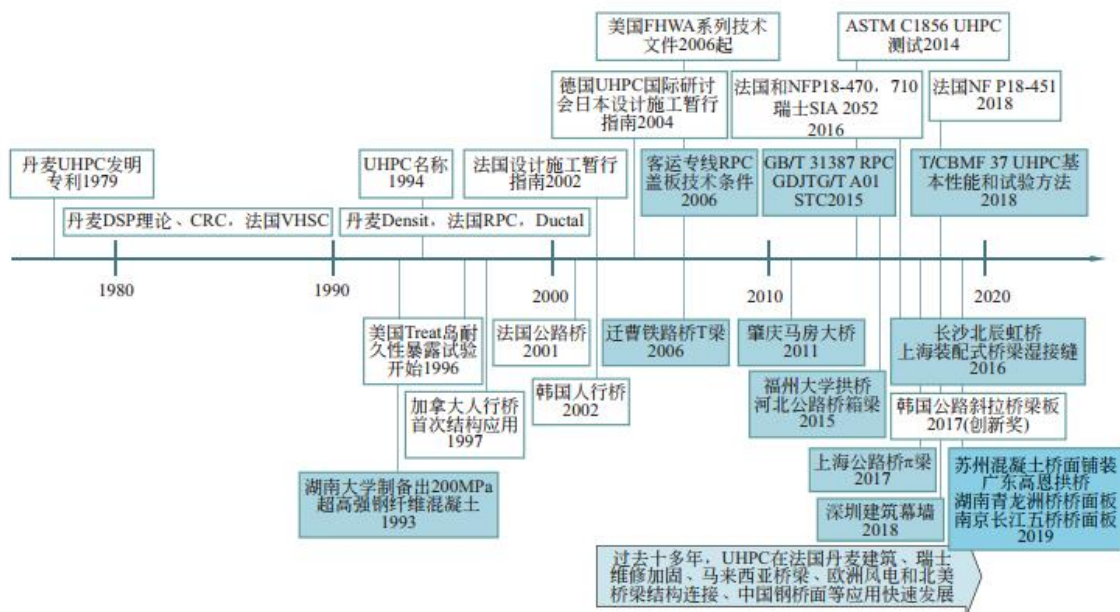 美国FHWA系列技术
文件2006起
ASTM C1856 UHPC
测试2014
德国UHPC国际研讨
会日本设计施工暂行
指南2004
法国和NFP18-470，710
瑞士SIA 2052
2016
法国NF P18-451
2018
丹麦UHPC发明
专利1979
UHPC名称
1994
法国设计施工暂行
指南2002
客运专线RPC
盖板技术条件
2006
GB/T 31387 RPC
GDJTG/T A01
STC2015
T/CBMF 37 UHPC基
本性能和试验方法
2018
丹麦DSP理论、CRC，法国VHSC
丹麦Densit，法国RPC，Ductal
1980
1990
2000
2010
2020
美国Treat岛耐
久性暴露试验
开始1996
法国公路桥
2001
迁曹铁路桥T梁
2006
肇庆马房大桥
2011
长沙北辰虹桥
上海装配式桥梁湿接缝
2016
加拿大人行桥
首次结构应用
1997
韩国人行桥
2002
福州大学拱桥
河北公路桥箱梁
2015
韩国公路斜拉桥梁板
2017(创新奖)
湖南大学制备出200MPa
超高强钢纤维混凝土
1993
上海公路桥π梁
2017
深圳建筑幕墙
2018
苏州混凝土桥面铺装
广东高恩拱桥
湖南青龙洲桥桥面板
南京长江五桥桥面板
2019
过去十多年，UHPC在法国丹麦建筑、瑞士
维修加固、马来西亚桥梁、欧洲风电和北美
桥梁结构连接、中国钢桥面等应用快速发展